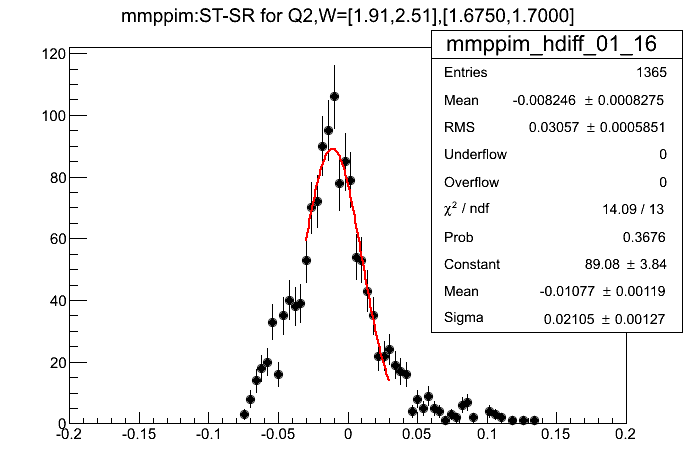 mmppim:ST-SR for Q2,W=[1.91,2.51],[1.6750,1.7000]
mmppim_hdiff_01_16
Entries 1365
Mean -0.008246 ± 0.0008275
RMS 0.03057 ± 0.0005851
Underflow 0
Overflow 0
χ² / ndf 14.09 / 13
Prob 0.3676
Constant 89.08 ± 3.84
Mean -0.01077 ± 0.00119
Sigma 0.02105 ± 0.00127
120
100
80
60
40
20
0
-0.2 -0.15 -0.1 -0.05 0 0.05 0.1 0.15 0.2